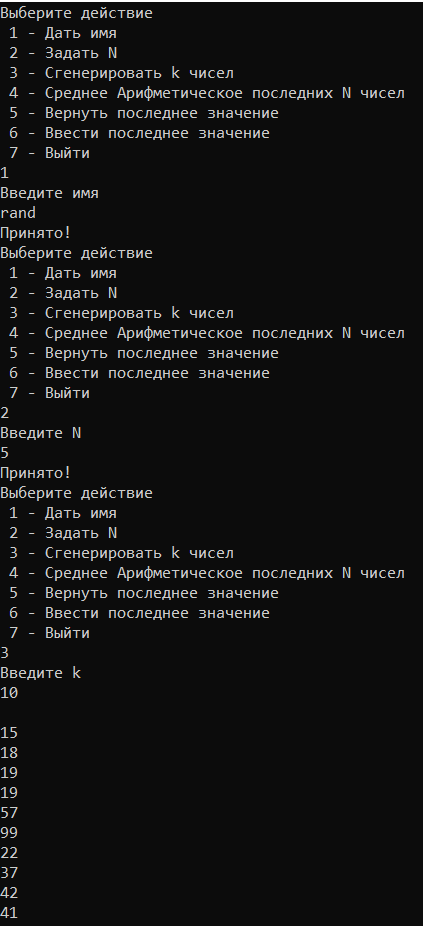 Выберите действие
1 - Дать имя
2 - Задать N
3 - Сгенерировать k чисел
4 - Среднее Арифметическое последних N чисел
5 - Вернуть последнее значение
6 - Ввести последнее значение
7 - Выйти
1
Введите имя
rand
Принято!
Выберите действие
1 - Дать имя
2 - Задать N
3 - Сгенерировать k чисел
4 - Среднее Арифметическое последних N чисел
5 - Вернуть последнее значение
6 - Ввести последнее значение
7 - Выйти
2
Введите N
5
Принято!
Выберите действие
1 - Дать имя
2 - Задать N
3 - Сгенерировать k чисел
4 - Среднее Арифметическое последних N чисел
5 - Вернуть последнее значение
6 - Ввести последнее значение
7 - Выйти
3
Введите k
10
15
18
19
19
57
99
22
37
42
41